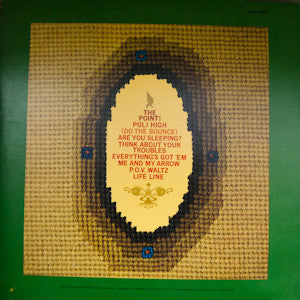 THE
POINT!
POLI HIGH
(DO THE BOUNCE)
ARE YOU SLEEPING?
THINK ABOUT YOUR
TROUBLES
EVERYTHING'S GOT 'EM
ME AND MY ARROW
P.O.V. WALTZ
LIFE LINE